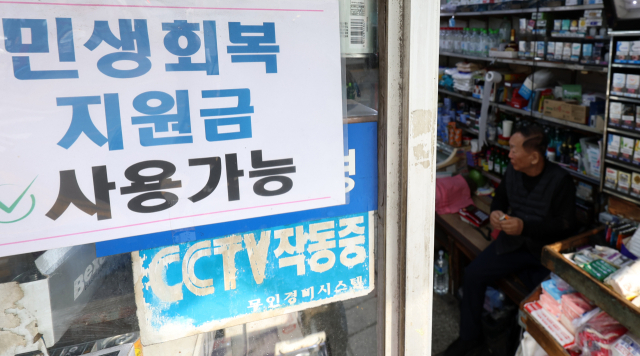 민생회복
지원금
사용가능
CCTV작동중
무인경비시스템